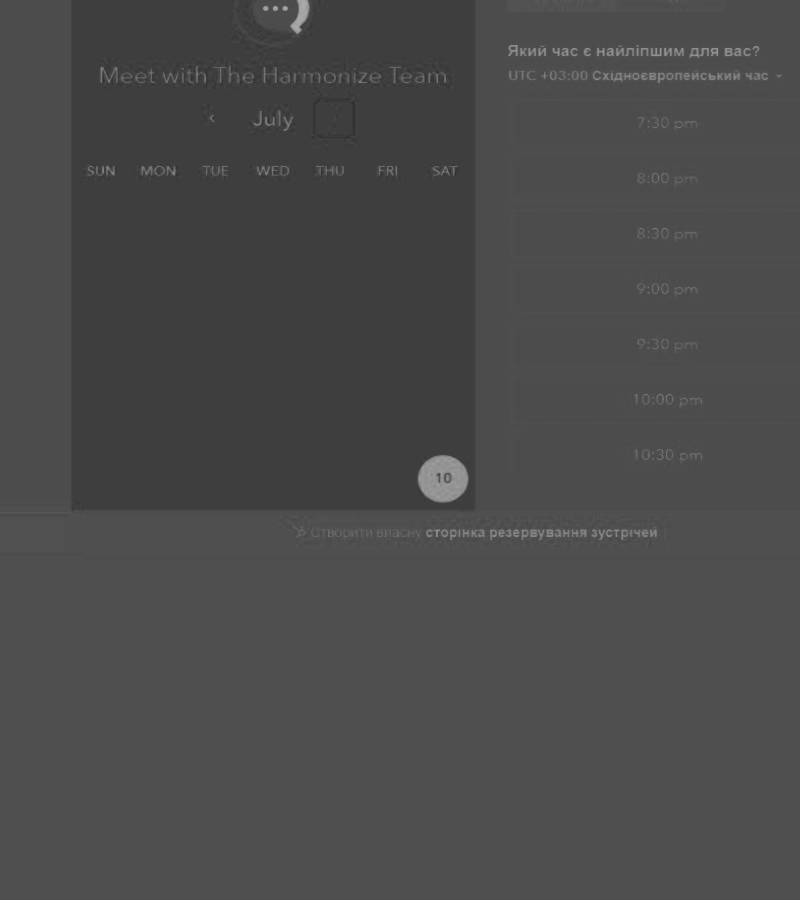 Meet with The Harmonize Team
‹ July ›
SUN MON TUE WED THU FRI SAT
10
Який час є найліпшим для вас?
UTC +03:00 Східноєвропейський час
7:30 pm
8:00 pm
8:30 pm
9:00 pm
9:30 pm
10:00 pm
10:30 pm
Створити власну сторінка резервування зустрічей